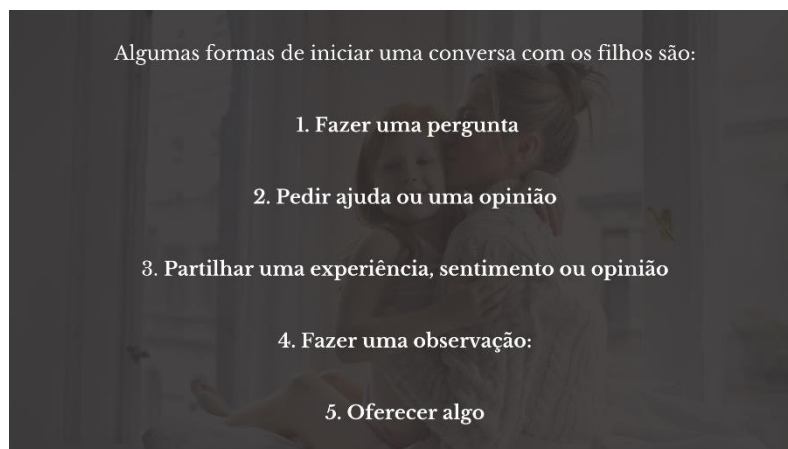 Algumas formas de iniciar uma conversa com os filhos são:
1. Fazer uma pergunta
2. Pedir ajuda ou uma opinião
3. Partilhar uma experiência, sentimento ou opinião
4. Fazer uma observação:
5. Oferecer algo